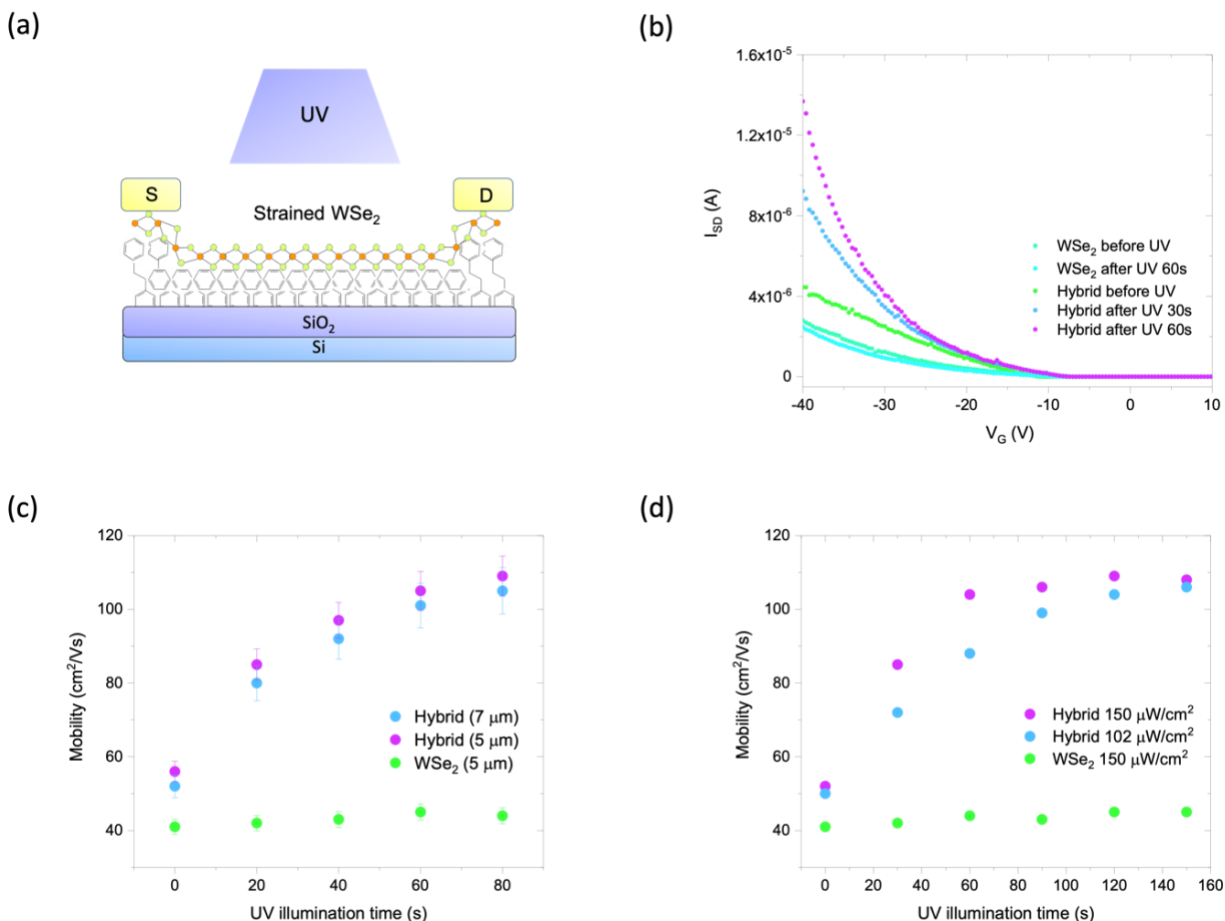 (a)
UV
S
D
Strained WSe₂
SiO₂
Si
(b)
1.6x10⁻⁵
1.2x10⁻⁵
8x10⁻⁶
4x10⁻⁶
0
I_SD (A)
WSe₂ before UV
WSe₂ after UV 60s
Hybrid before UV
Hybrid after UV 30s
Hybrid after UV 60s
-40 -30 -20 -10 0 10
V_G (V)
(c)
120
100
80
60
40
Mobility (cm²/Vs)
Hybrid (7 μm)
Hybrid (5 μm)
WSe₂ (5 μm)
0 20 40 60 80
UV illumination time (s)
(d)
120
100
80
60
40
Mobility (cm²/Vs)
Hybrid 150 μW/cm²
Hybrid 102 μW/cm²
WSe₂ 150 μW/cm²
0 20 40 60 80 100 120 140 160
UV illumination time (s)